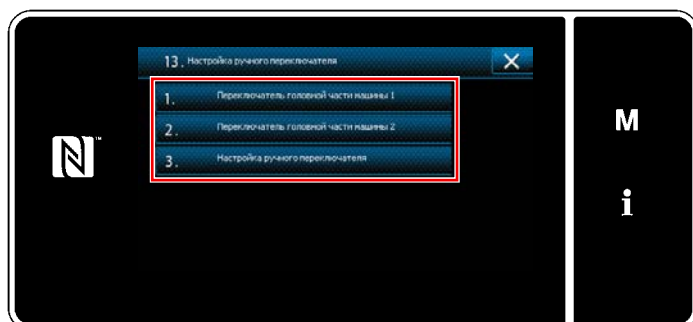 13. Настройка ручного переключателя
1. Переключатель головной части машины 1
2. Переключатель головной части машины 2
3. Настройка ручного переключателя
M
i